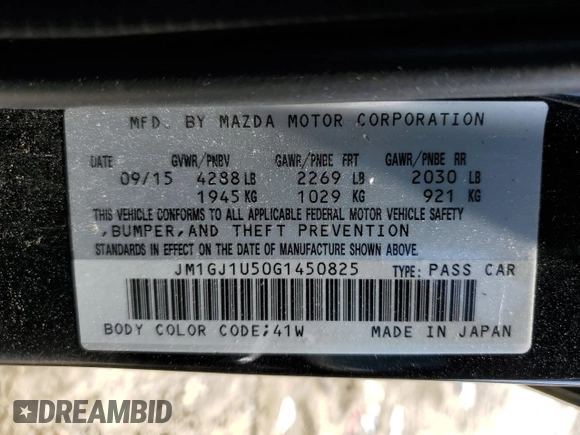 MFD. BY MAZDA MOTOR CORPORATION
DATE GVWR/PNBV GAWR/PNBE FRT GAWR/PNBE RR
09/15 4288 LB 2269 LB 2030 LB
1945 KG 1029 KG 921 KG
THIS VEHICLE CONFORMS TO ALL APPLICABLE FEDERAL MOTOR VEHICLE SAFETY
,BUMPER,AND THEFT PREVENTION
STANDARDS IN EFFECT ON THE DATE OF MANUFACTURE SHOWN ABOVE.
JM1GJ1U50G1450825 TYPE: PASS CAR
BODY COLOR CODE;41W MADE IN JAPAN
DREAMBID